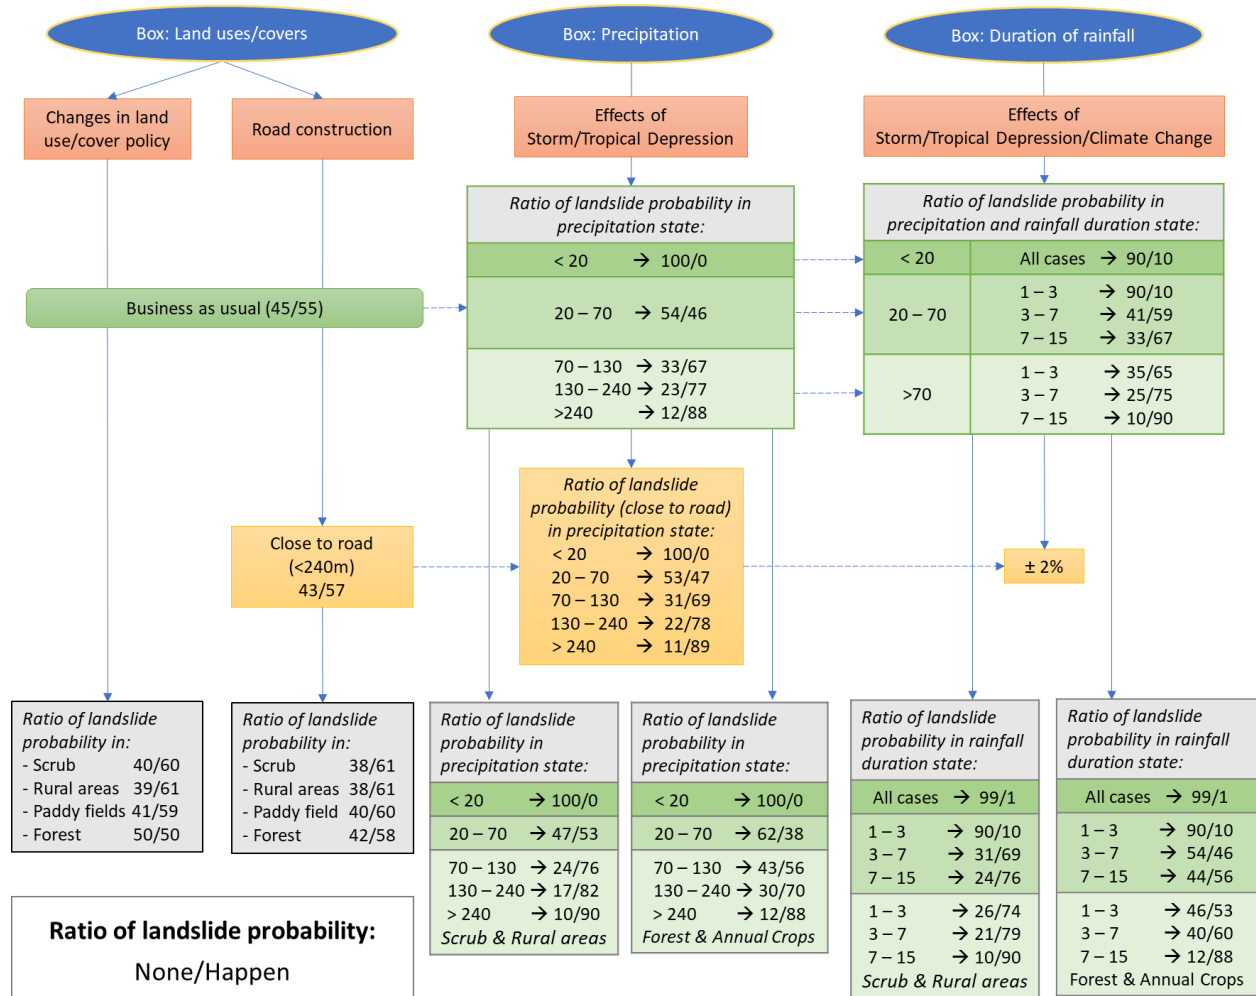 Box: Land uses/covers
Box: Precipitation
Box: Duration of rainfall
Changes in land
use/cover policy
Road construction
Effects of
Storm/Tropical Depression
Effects of
Storm/Tropical Depression/Climate Change
Ratio of landslide probability in
precipitation state:
< 20 → 100/0
20 – 70 → 54/46
70 – 130 → 33/67
130 – 240 → 23/77
>240 → 12/88
Ratio of landslide probability in
precipitation and rainfall duration state:
< 20 All cases → 90/10
20 – 70
1 – 3 → 90/10
3 – 7 → 41/59
7 – 15 → 33/67
>70
1 – 3 → 35/65
3 – 7 → 25/75
7 – 15 → 10/90
Business as usual (45/55)
Close to road
(<240m)
43/57
Ratio of landslide
probability (close to road)
in precipitation state:
< 20 → 100/0
20 – 70 → 53/47
70 – 130 → 31/69
130 – 240 → 22/78
> 240 → 11/89
± 2%
Ratio of landslide
probability in:
- Scrub 40/60
- Rural areas 39/61
- Paddy fields 41/59
- Forest 50/50
Ratio of landslide
probability in:
- Scrub 38/61
- Rural areas 38/61
- Paddy field 40/60
- Forest 42/58
Ratio of landslide
probability in
precipitation state:
< 20 → 100/0
20 – 70 → 47/53
70 – 130 → 24/76
130 – 240 → 17/82
> 240 → 10/90
Scrub & Rural areas
Ratio of landslide
probability in
precipitation state:
< 20 → 100/0
20 – 70 → 62/38
70 – 130 → 43/56
130 – 240 → 30/70
> 240 → 12/88
Forest & Annual Crops
Ratio of landslide
probability in rainfall
duration state:
All cases → 99/1
1 – 3 → 90/10
3 – 7 → 31/69
7 – 15 → 24/76
1 – 3 → 26/74
3 – 7 → 21/79
7 – 15 → 10/90
Scrub & Rural areas
Ratio of landslide
probability in rainfall
duration state:
All cases → 99/1
1 – 3 → 90/10
3 – 7 → 54/46
7 – 15 → 44/56
1 – 3 → 46/53
3 – 7 → 40/60
7 – 15 → 12/88
Forest & Annual Crops
Ratio of landslide probability:
None/Happen